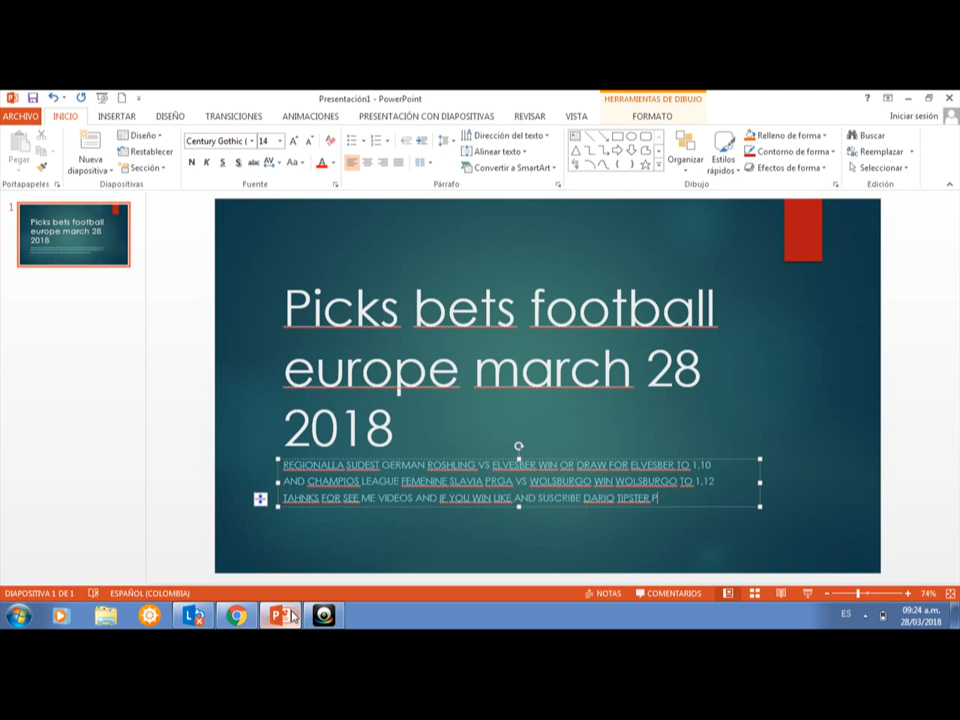 Presentación1 - PowerPoint
HERRAMIENTAS DE DIBUJO
ARCHIVO INICIO INSERTAR DISEÑO TRANSICIONES ANIMACIONES PRESENTACIÓN CON DIAPOSITIVAS REVISAR VISTA FORMATO Iniciar sesión
Pegar
Nueva diapositiva
Diseño
Restablecer
Sección
Century Gothic ( 14
N K S S abc AV Aa A
Dirección del texto
Alinear texto
Convertir a SmartArt
Organizar
Estilos rápidos
Relleno de forma
Contorno de forma
Efectos de forma
Buscar
Reemplazar
Seleccionar
Portapapeles Diapositivas Fuente Párrafo Dibujo Edición
1
Picks bets football
europe march 28
2018
Picks bets football
europe march 28
2018
REGIONALLA SUDEST GERMAN ROSHLING VS ELVESBER WIN OR DRAW FOR ELVESBER TO 1,10
AND CHAMPIOS LEAGUE FEMENINE SLAVIA PRGA VS WOLSBURGO WIN WOLSBURGO TO 1,12
TAHNKS FOR SEE ME VIDEOS AND IF YOU WIN LIKE AND SUSCRIBE DARIO TIPSTER P
DIAPOSITIVA 1 DE 1 ESPAÑOL (COLOMBIA) NOTAS COMENTARIOS 74%
ES 09:24 a.m.
28/03/2018